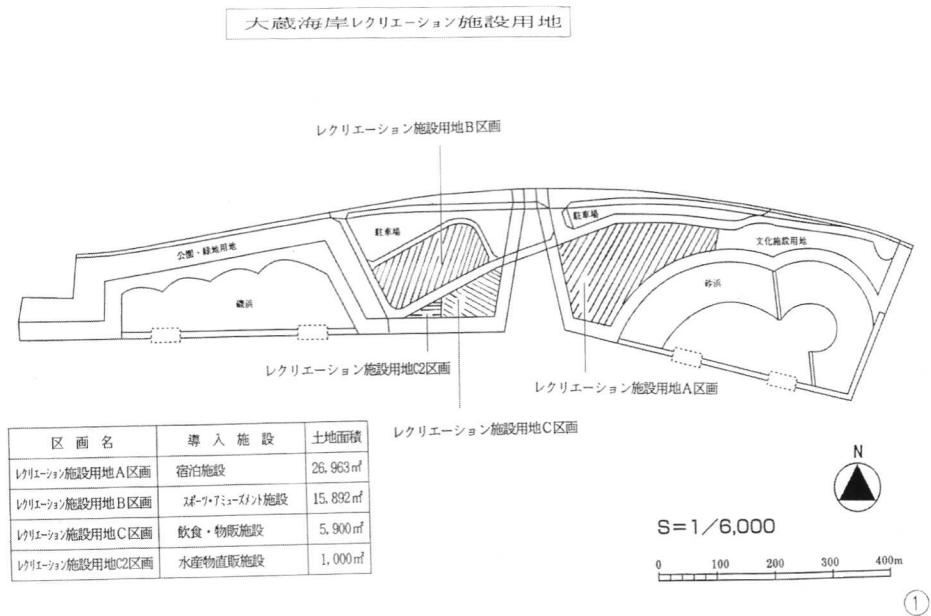 大蔵海岸レクリエーション施設用地
レクリエーション施設用地B区画
駐車場
駐車場
公園・緑地用地
文化施設用地
磯浜
砂浜
レクリエーション施設用地C2区画
レクリエーション施設用地A区画
レクリエーション施設用地C区画
区画名 導入施設 土地面積
レクリエーション施設用地A区画 宿泊施設 26,963㎡
レクリエーション施設用地B区画 スポーツ・アミューズメント施設 15,892㎡
レクリエーション施設用地C区画 飲食・物販施設 5,900㎡
レクリエーション施設用地C2区画 水産物直販施設 1,000㎡
N
S=1/6,000
0 100 200 300 400m
1